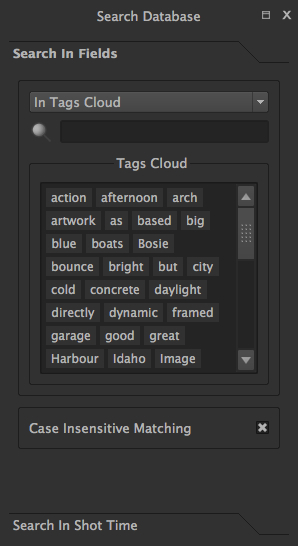 Search Database
Search In Fields
In Tags Cloud
Tags Cloud
action afternoon arch
artwork as based big
blue boats Bosie
bounce bright but city
cold concrete daylight
directly dynamic framed
garage good great
Harbour Idaho Image
Case Insensitive Matching
Search In Shot Time